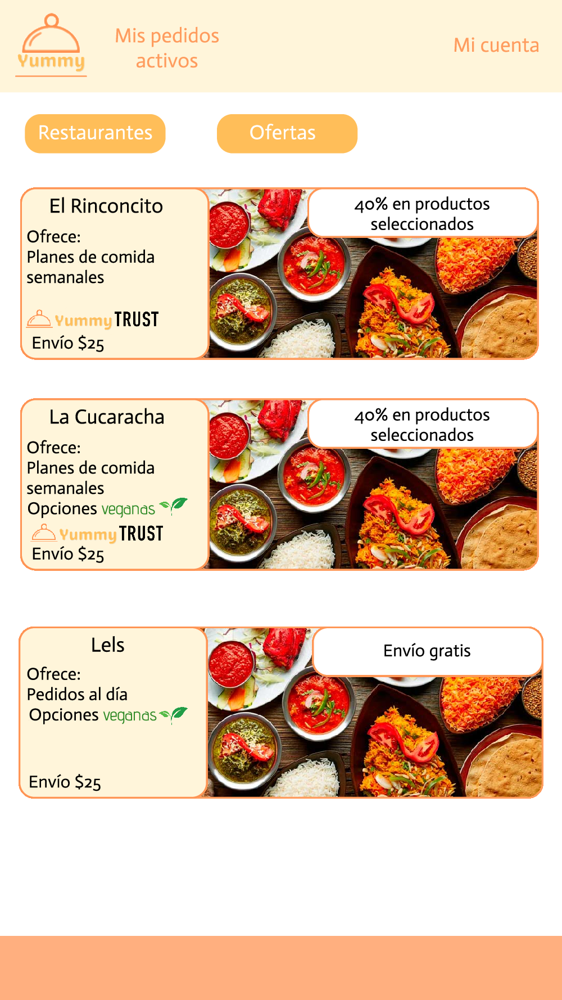 Yummy
Mis pedidos
activos
Mi cuenta
Restaurantes
Ofertas
El Rinconcito
40% en productos
seleccionados
Ofrece:
Planes de comida
semanales
Yummy TRUST
Envío $25
La Cucaracha
40% en productos
seleccionados
Ofrece:
Planes de comida
semanales
Opciones veganas
Yummy TRUST
Envío $25
Lels
Envío gratis
Ofrece:
Pedidos al día
Opciones veganas
Envío $25